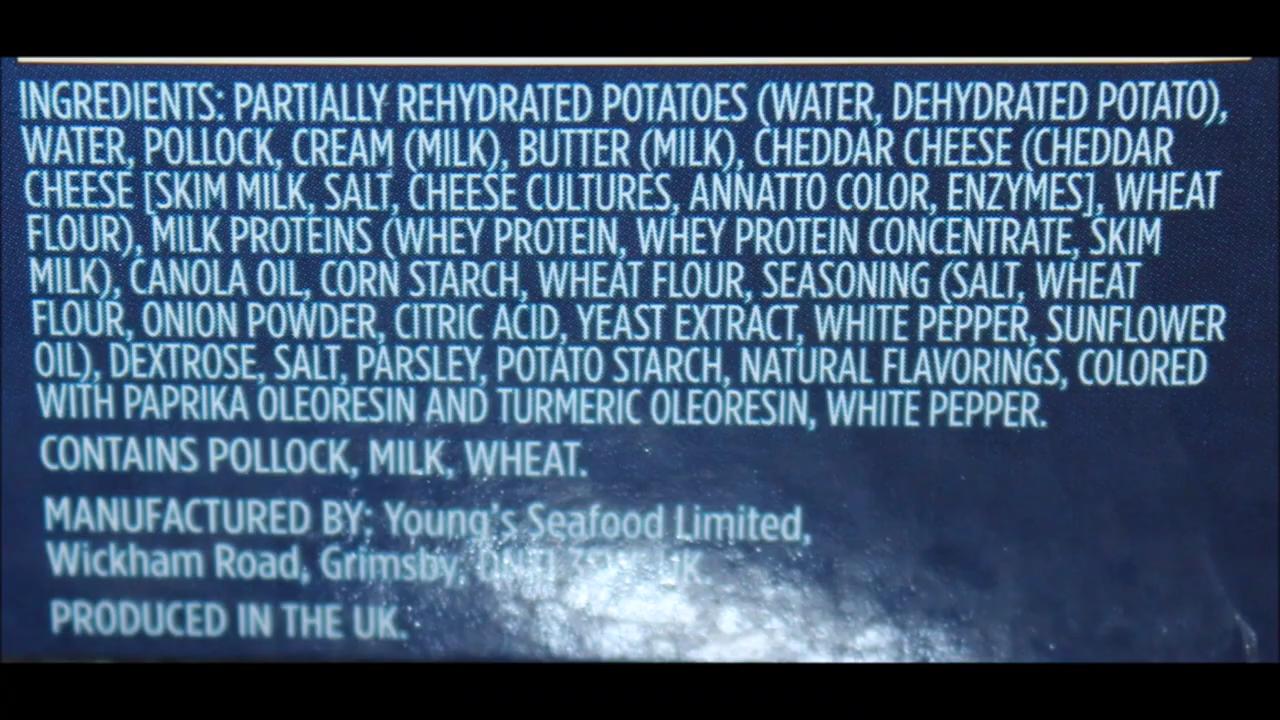 INGREDIENTS: PARTIALLY REHYDRATED POTATOES (WATER, DEHYDRATED POTATO),
WATER, POLLOCK, CREAM (MILK), BUTTER (MILK), CHEDDAR CHEESE (CHEDDAR
CHEESE [SKIM MILK, SALT, CHEESE CULTURES, ANNATTO COLOR, ENZYMES], WHEAT
FLOUR), MILK PROTEINS (WHEY PROTEIN, WHEY PROTEIN CONCENTRATE, SKIM
MILK), CANOLA OIL, CORN STARCH, WHEAT FLOUR, SEASONING (SALT, WHEAT
FLOUR, ONION POWDER, CITRIC ACID, YEAST EXTRACT, WHITE PEPPER, SUNFLOWER
OIL), DEXTROSE, SALT, PARSLEY, POTATO STARCH, NATURAL FLAVORINGS, COLORED
WITH PAPRIKA OLEORESIN AND TURMERIC OLEORESIN, WHITE PEPPER.
CONTAINS POLLOCK, MILK, WHEAT.
MANUFACTURED BY: Young's Seafood Limited,
Wickham Road, Grimsby, UK.
PRODUCED IN THE UK.